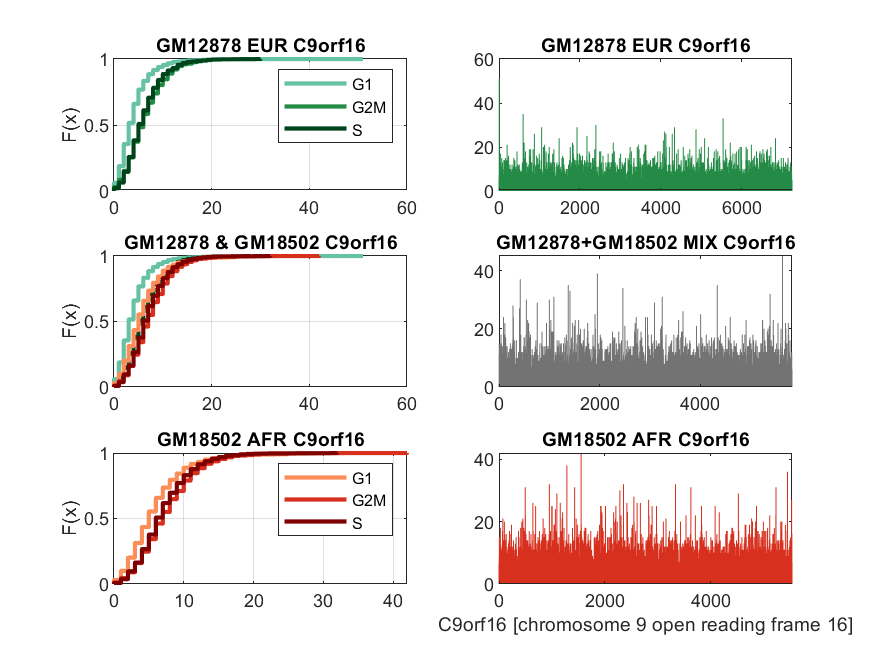 GM12878 EUR C9orf16
1
0.5
0
F(x)
0 20 40 60
G1
G2M
S
GM12878 EUR C9orf16
60
40
20
0
0 2000 4000 6000
GM12878 & GM18502 C9orf16
1
0.5
0
F(x)
0 20 40 60
GM12878+GM18502 MIX C9orf16
40
20
0
0 2000 4000
GM18502 AFR C9orf16
1
0.5
0
F(x)
0 10 20 30 40
G1
G2M
S
GM18502 AFR C9orf16
40
20
0
0 2000 4000
C9orf16 [chromosome 9 open reading frame 16]